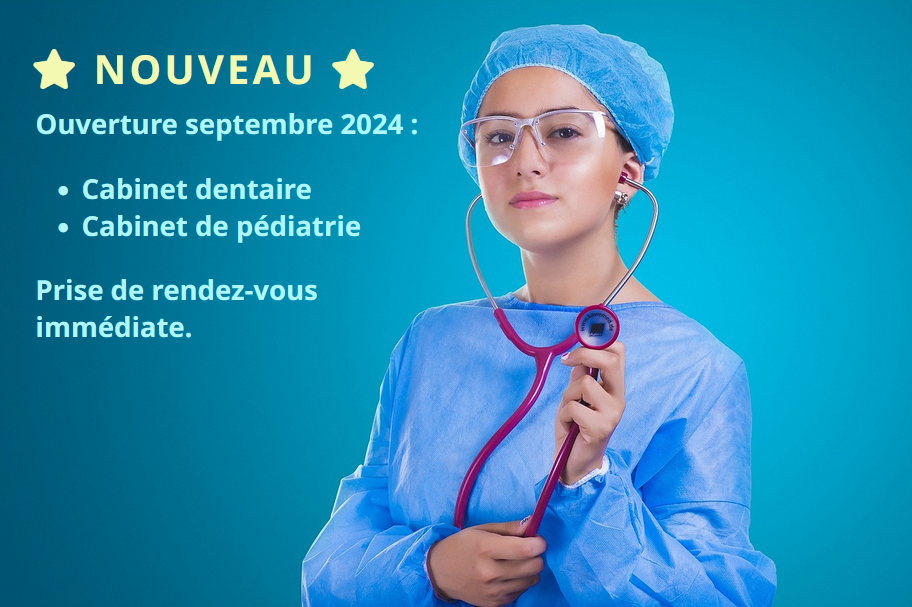 NOUVEAU
Ouverture septembre 2024 :
• Cabinet dentaire
• Cabinet de pédiatrie
Prise de rendez-vous
immédiate.